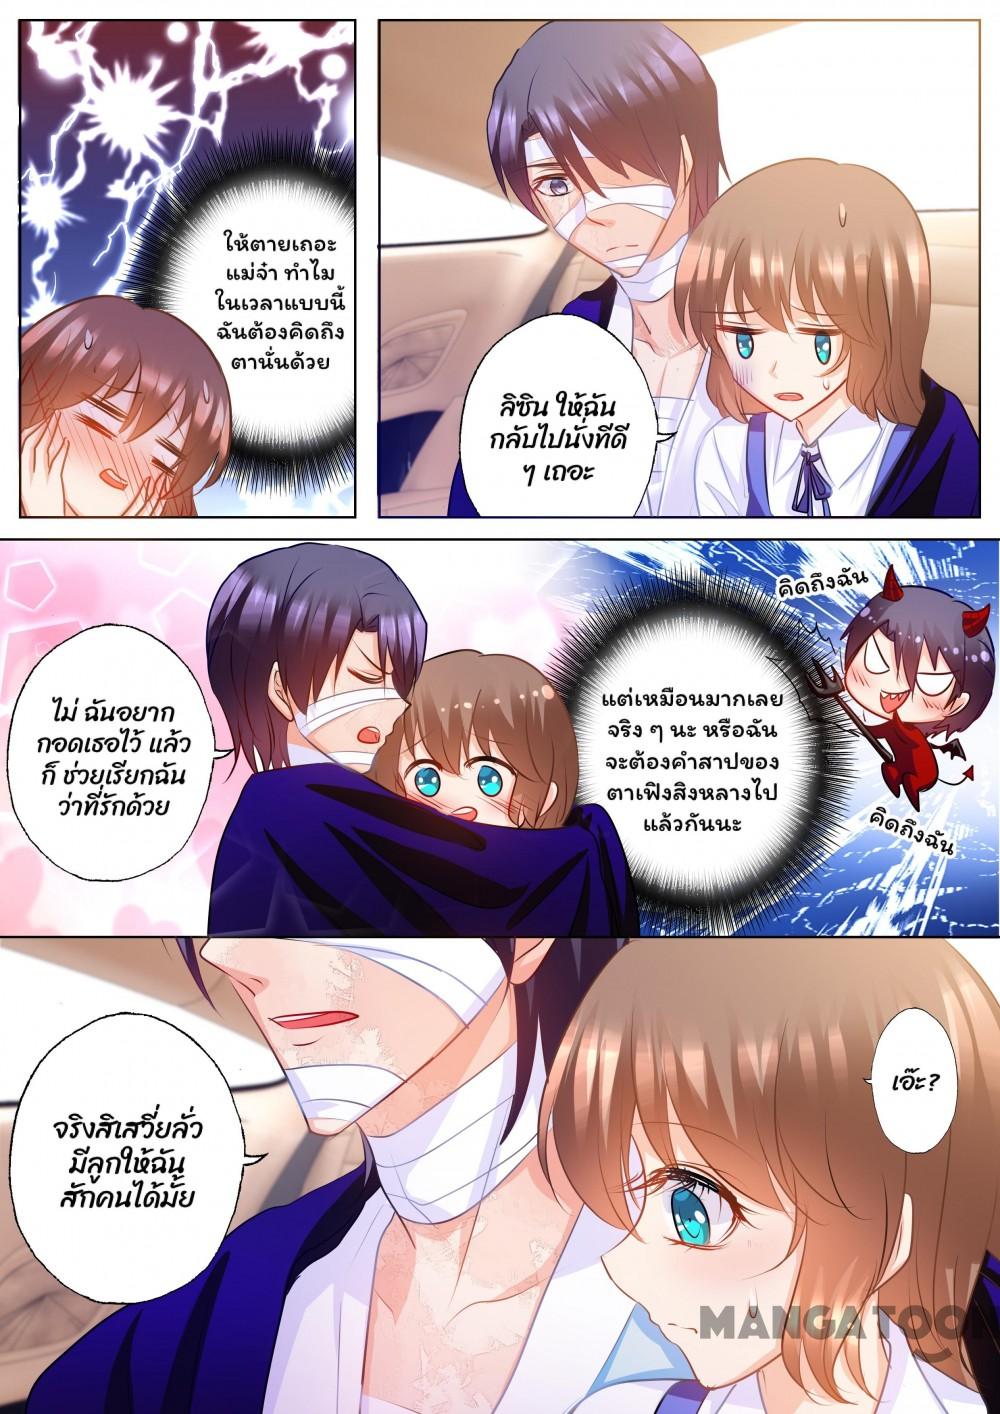 ให้ตายเถอะ
แม่จ๋า ทำไม
ในเวลาแบบนี้
ฉันต้องคิดถึง
ตานั่นด้วย
ลิซิน ให้ฉัน
กลับไปนั่งที่ดี
ๆ เถอะ
ไม่ ฉันอยาก
กอดเธอไว้ แล้ว
ก็ ช่วยเรียกฉัน
ว่าที่รักด้วย
แต่เหมือนมากเลย
จริง ๆ นะ หรือฉัน
จะต้องคำสาปของ
ตาเฟิงสิงหลางไป
แล้วกันนะ
คิดถึงฉัน
คิดถึงฉัน
จริงสิเสวี่ยลั่ว
มีลูกให้ฉัน
สักคนได้มั้ย
เอ๊ะ?
MANGATOON